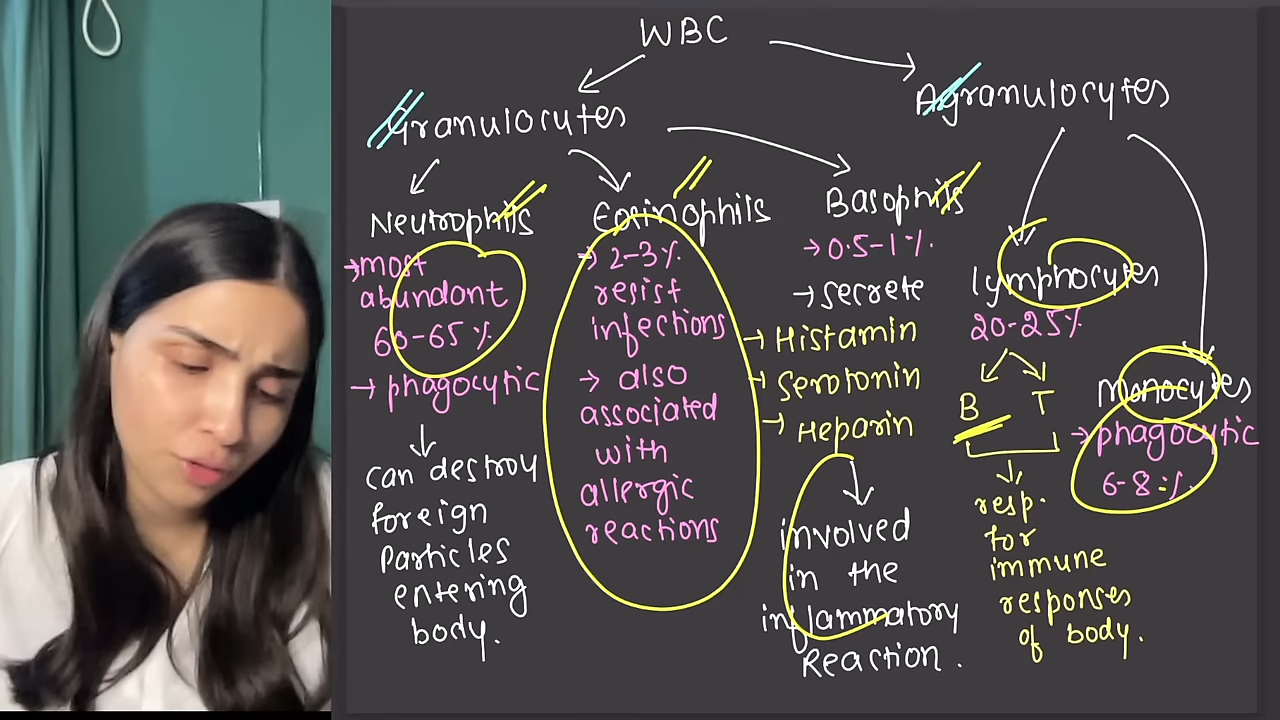 WBC
Granulocytes
Agranulocytes
Neutrophils
→most
abundant
60-65%
→ phagocytic
can destroy
foreign
Particles
entering
body.
Eosinophils
→ 2-3%
resist
infections
→ also
associated
with
allergic
reactions
Basophils
→0.5-1%.
→ secrete
→ Histamin
→ Serotonin
→ Heparin
involved
in the
inflammatory
Reaction.
lymphocytes
20-25%
B T
resp.
for
immune
responses
of body.
Monocytes
→phagocytic
6-8%.